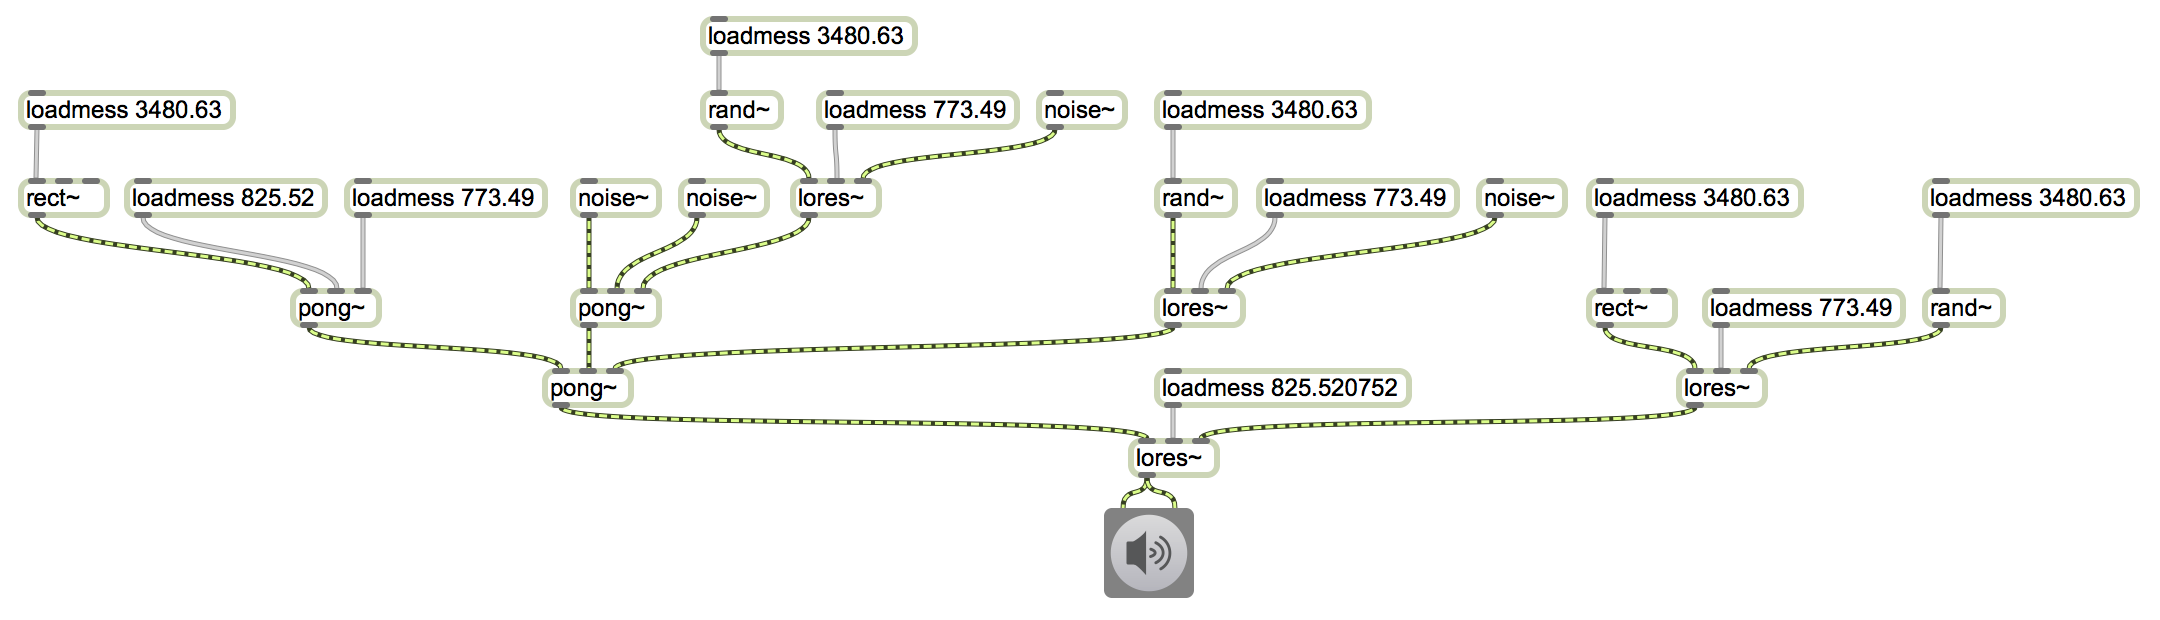 loadmess 3480.63
loadmess 3480.63
rand~
loadmess 773.49
noise~
loadmess 3480.63
rect~
loadmess 825.52
loadmess 773.49
noise~
noise~
lores~
rand~
loadmess 773.49
noise~
loadmess 3480.63
loadmess 3480.63
pong~
pong~
lores~
rect~
loadmess 773.49
rand~
pong~
loadmess 825.520752
lores~
lores~